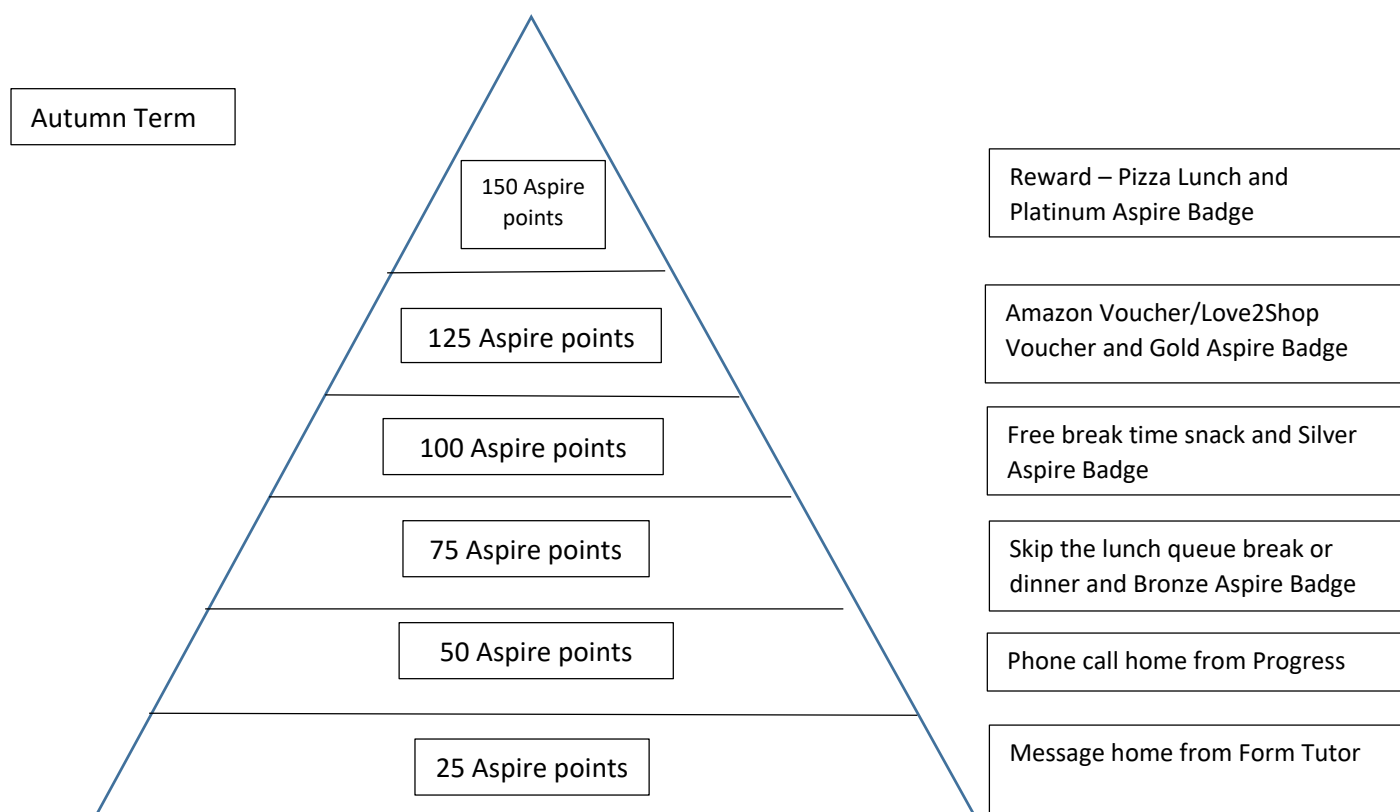 Autumn Term
150 Aspire
points
Reward – Pizza Lunch and
Platinum Aspire Badge
125 Aspire points
Amazon Voucher/Love2Shop
Voucher and Gold Aspire Badge
100 Aspire points
Free break time snack and Silver
Aspire Badge
75 Aspire points
Skip the lunch queue break or
dinner and Bronze Aspire Badge
50 Aspire points
Phone call home from Progress
25 Aspire points
Message home from Form Tutor